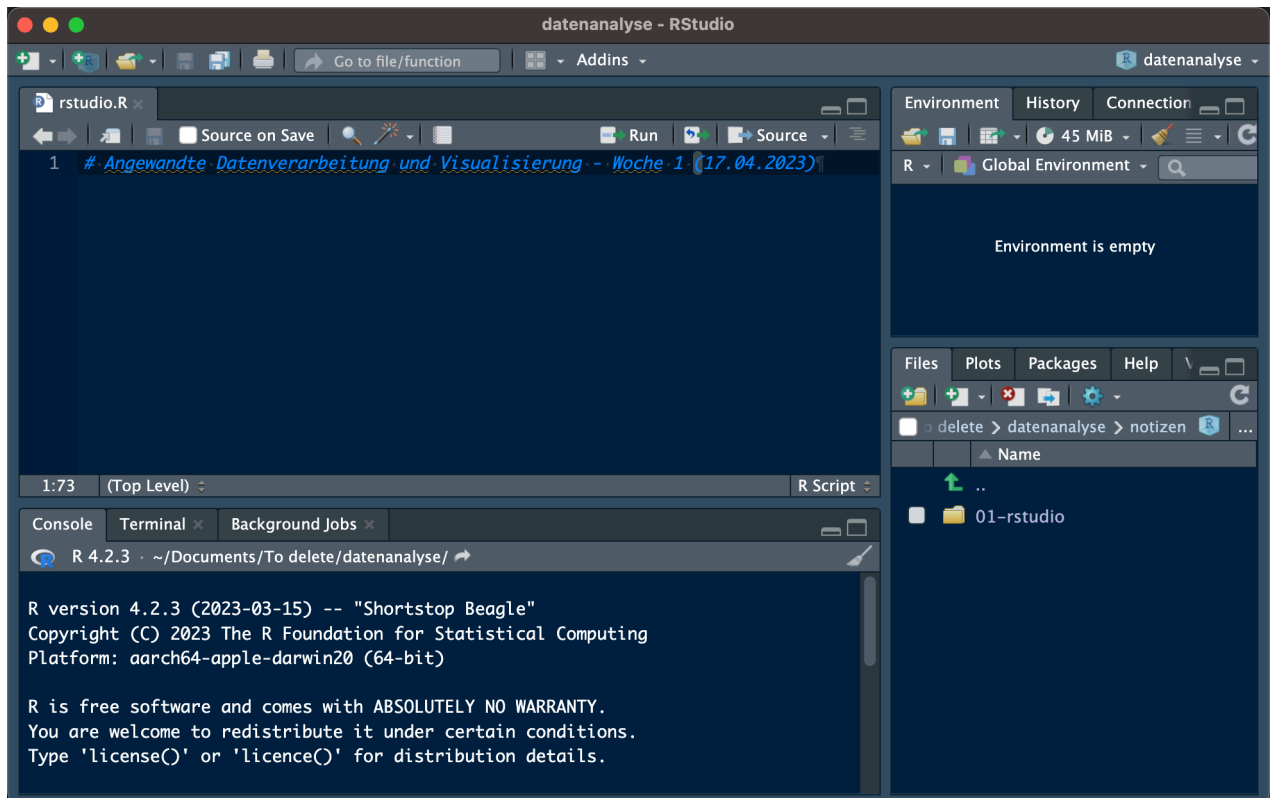 datenanalyse - RStudio
Go to file/function
Addins
datenanalyse
rstudio.R
Source on Save
Run
Source
1 # Angewandte Datenverarbeitung und Visualisierung - Woche 1 (17.04.2023)
1:73
(Top Level)
R Script
Console
Terminal
Background Jobs
R 4.2.3 · ~/Documents/To delete/datenanalyse/
R version 4.2.3 (2023-03-15) -- "Shortstop Beagle"
Copyright (C) 2023 The R Foundation for Statistical Computing
Platform: aarch64-apple-darwin20 (64-bit)
R is free software and comes with ABSOLUTELY NO WARRANTY.
You are welcome to redistribute it under certain conditions.
Type 'license()' or 'licence()' for distribution details.
Environment
History
Connection
45 MiB
R
Global Environment
Environment is empty
Files
Plots
Packages
Help
V
o delete > datenanalyse > notizen
...
Name
..
01-rstudio